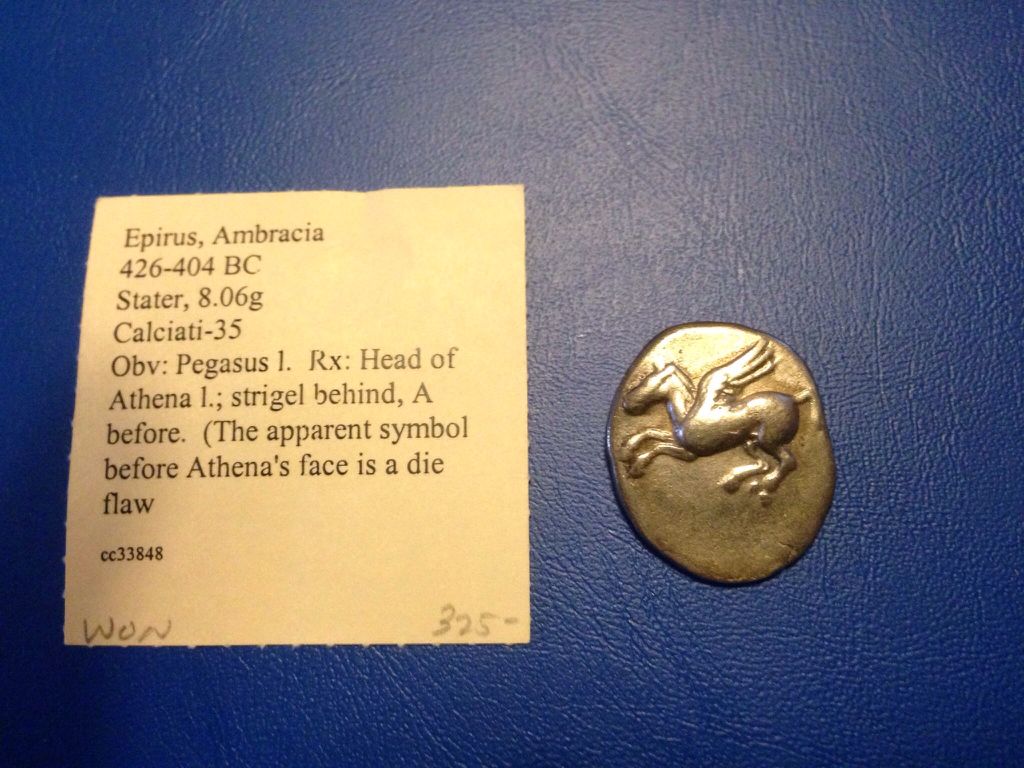 Epirus, Ambracia
426-404 BC
Stater, 8.06g
Calciati-35
Obv: Pegasus l. Rx: Head of
Athena l.; strigel behind, A
before. (The apparent symbol
before Athena's face is a die
flaw
cc33848
WON 325-